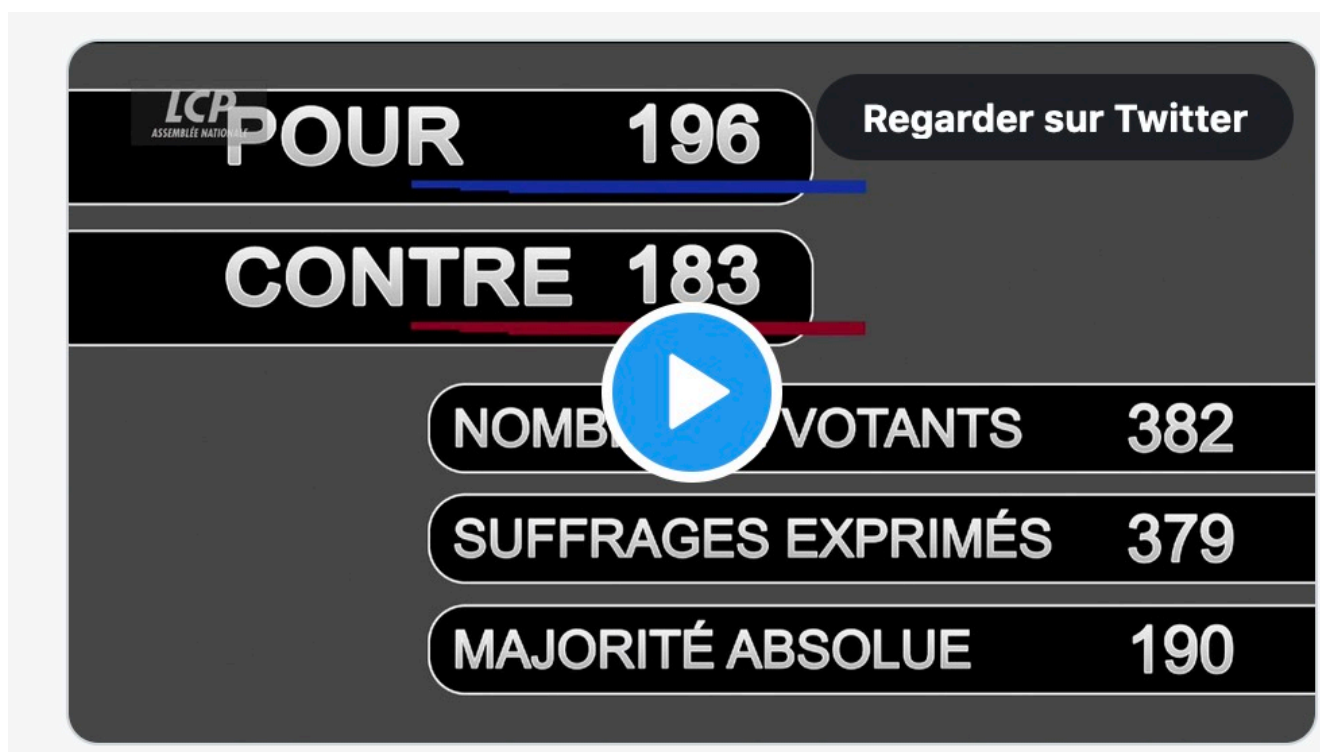 LCP
ASSEMBLÉE NATIONALE
Regarder sur Twitter
POUR 196
CONTRE 183
VOTANTS 382
SUFFRAGES EXPRIMÉS 379
MAJORITÉ ABSOLUE 190